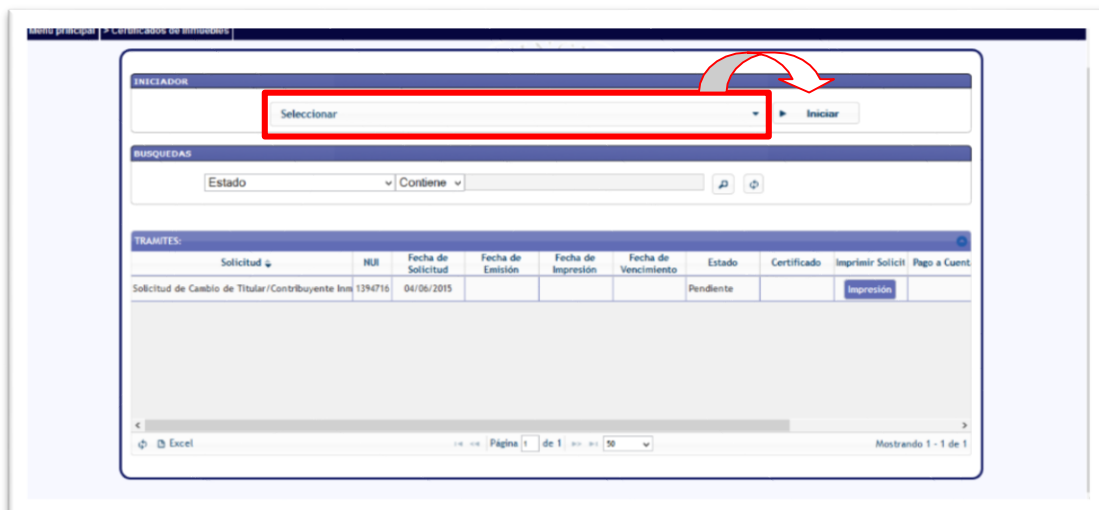 Menú principal > Certificados de Inmuebles
INICIADOR
Seleccionar Iniciar
BUSQUEDAS
Estado Contiene
TRAMITES:
Solicitud NUI Fecha de Solicitud Fecha de Emisión Fecha de Impresión Fecha de Vencimiento Estado Certificado Imprimir Solicit Pago a Cuent
Solicitud de Cambio de Titular/Contribuyente Inm 1394716 04/06/2015 Pendiente Impresión
Excel Página 1 de 1 50 Mostrando 1 - 1 de 1